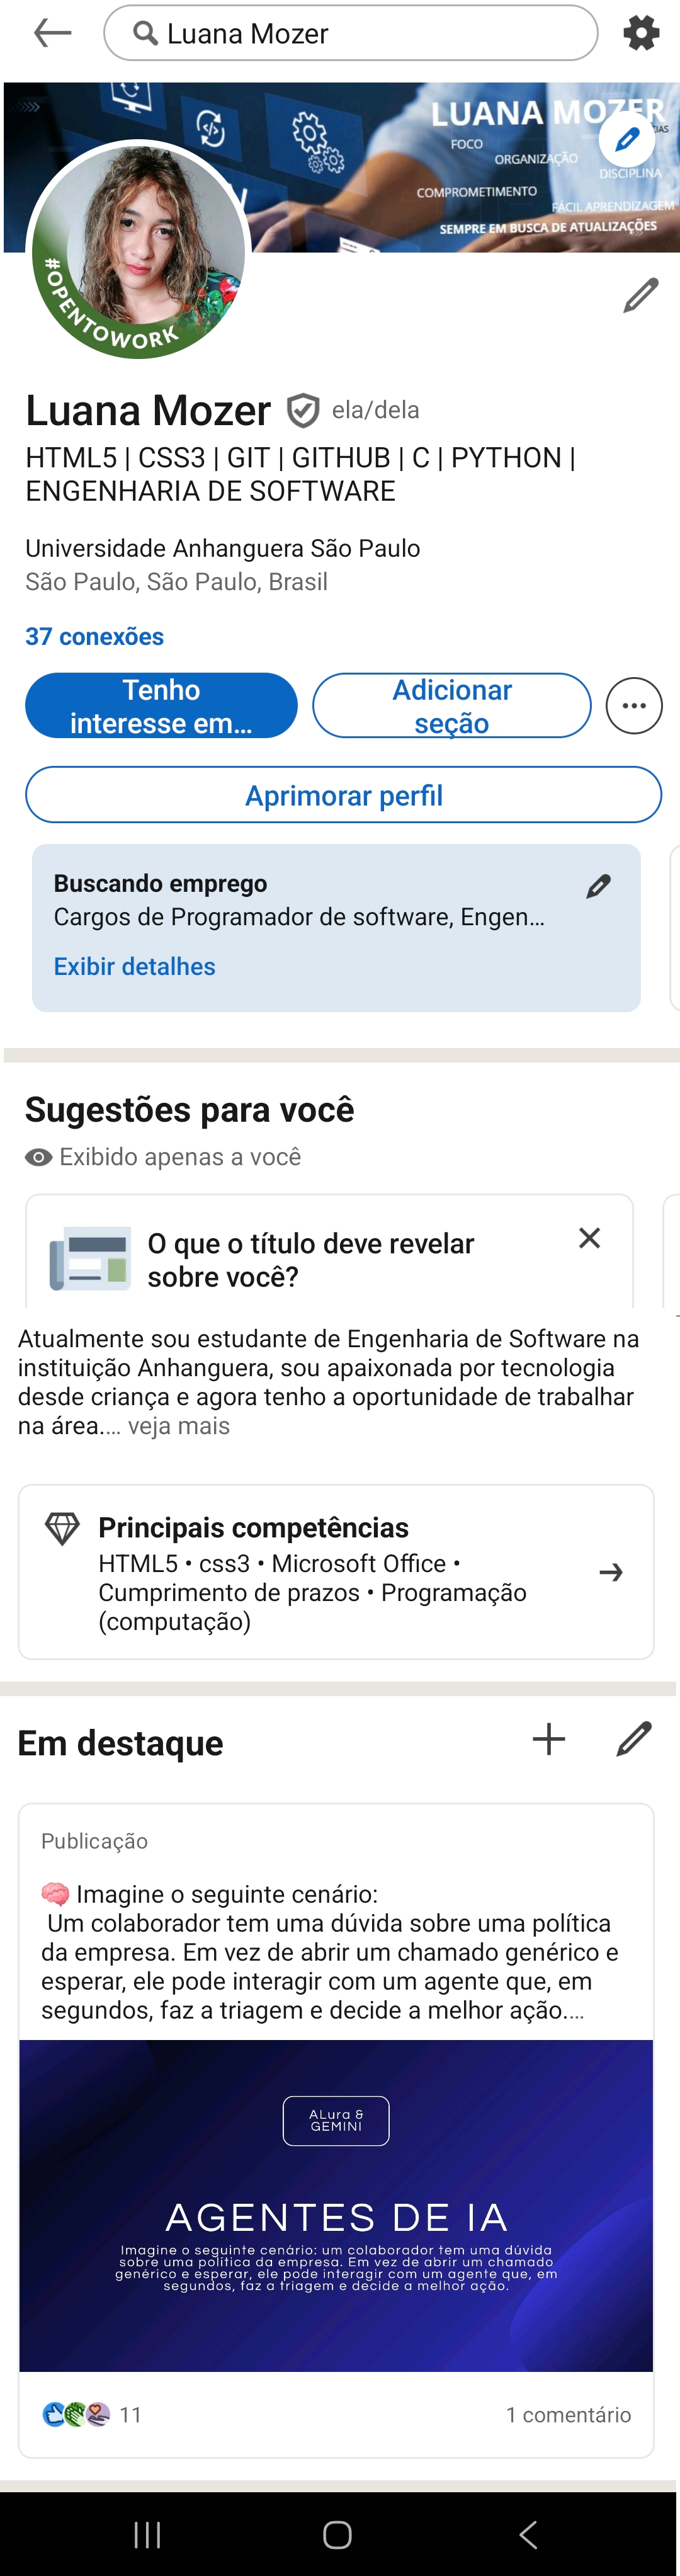 Luana Mozer
LUANA MOZER
FOCO
ORGANIZAÇÃO
DISCIPLINA
COMPROMETIMENTO
FÁCIL APRENDIZAGEM
SEMPRE EM BUSCA DE ATUALIZAÇÕES
#OPENTOWORK
Luana Mozer ela/dela
HTML5 | CSS3 | GIT | GITHUB | C | PYTHON |
ENGENHARIA DE SOFTWARE
Universidade Anhanguera São Paulo
São Paulo, São Paulo, Brasil
37 conexões
Tenho
interesse em...
Adicionar
seção
Aprimorar perfil
Buscando emprego
Cargos de Programador de software, Engen...
Exibir detalhes
Sugestões para você
Exibido apenas a você
O que o título deve revelar
sobre você?
Atualmente sou estudante de Engenharia de Software na
instituição Anhanguera, sou apaixonada por tecnologia
desde criança e agora tenho a oportunidade de trabalhar
na área.... veja mais
Principais competências
HTML5 • css3 • Microsoft Office •
Cumprimento de prazos • Programação
(computação)
Em destaque
Publicação
🧠 Imagine o seguinte cenário:
Um colaborador tem uma dúvida sobre uma política
da empresa. Em vez de abrir um chamado genérico e
esperar, ele pode interagir com um agente que, em
segundos, faz a triagem e decide a melhor ação....
ALura &
GEMINI
AGENTES DE IA
Imagine o seguinte cenário: um colaborador tem uma dúvida
sobre uma política da empresa. Em vez de abrir um chamado
genérico e esperar, ele pode interagir com um agente que, em
segundos, faz a triagem e decide a melhor ação.
11
1 comentário